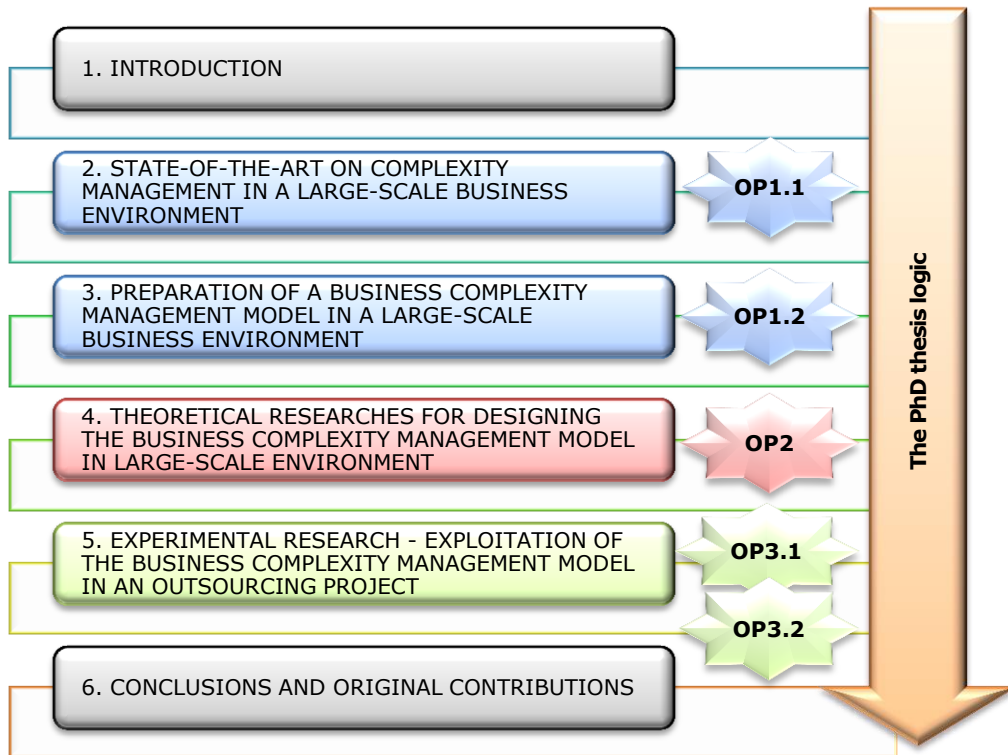 1. INTRODUCTION
2. STATE-OF-THE-ART ON COMPLEXITY
MANAGEMENT IN A LARGE-SCALE BUSINESS
ENVIRONMENT
OP1.1
3. PREPARATION OF A BUSINESS COMPLEXITY
MANAGEMENT MODEL IN A LARGE-SCALE
BUSINESS ENVIRONMENT
OP1.2
4. THEORETICAL RESEARCHES FOR DESIGNING
THE BUSINESS COMPLEXITY MANAGEMENT MODEL
IN LARGE-SCALE ENVIRONMENT
OP2
5. EXPERIMENTAL RESEARCH - EXPLOITATION OF
THE BUSINESS COMPLEXITY MANAGEMENT MODEL
IN AN OUTSOURCING PROJECT
OP3.1
OP3.2
6. CONCLUSIONS AND ORIGINAL CONTRIBUTIONS
The PhD thesis logic